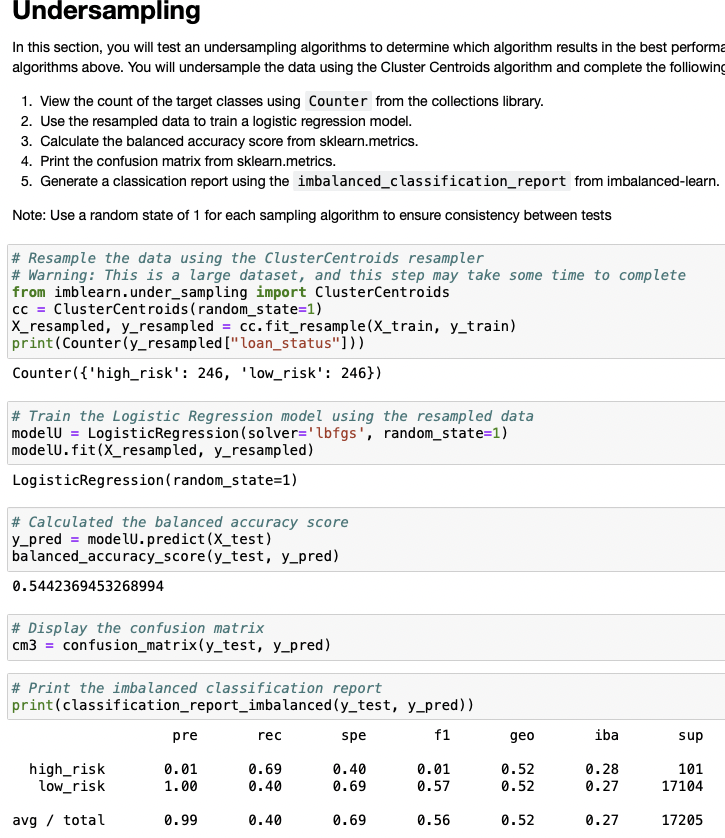 Undersampling
In this section, you will test an undersampling algorithms to determine which algorithm results in the best performa
algorithms above. You will undersample the data using the Cluster Centroids algorithm and complete the folliowing
1. View the count of the target classes using Counter from the collections library.
2. Use the resampled data to train a logistic regression model.
3. Calculate the balanced accuracy score from sklearn.metrics.
4. Print the confusion matrix from sklearn.metrics.
5. Generate a classication report using the imbalanced_classification_report from imbalanced-learn.
Note: Use a random state of 1 for each sampling algorithm to ensure consistency between tests
# Resample the data using the ClusterCentroids resampler
# Warning: This is a large dataset, and this step may take some time to complete
from imblearn.under_sampling import ClusterCentroids
cc = ClusterCentroids(random_state=1)
X_resampled, y_resampled = cc.fit_resample(X_train, y_train)
print(Counter(y_resampled["loan_status"]))
Counter({'high_risk': 246, 'low_risk': 246})
# Train the Logistic Regression model using the resampled data
modelU = LogisticRegression(solver='lbfgs', random_state=1)
modelU.fit(X_resampled, y_resampled)
LogisticRegression(random_state=1)
# Calculated the balanced accuracy score
y_pred = modelU.predict(X_test)
balanced_accuracy_score(y_test, y_pred)
0.5442369453268994
# Display the confusion matrix
cm3 = confusion_matrix(y_test, y_pred)
# Print the imbalanced classification report
print(classification_report_imbalanced(y_test, y_pred))
pre rec spe f1 geo iba sup
high_risk 0.01 0.69 0.40 0.01 0.52 0.28 101
low_risk 1.00 0.40 0.69 0.57 0.52 0.27 17104
avg / total 0.99 0.40 0.69 0.56 0.52 0.27 17205